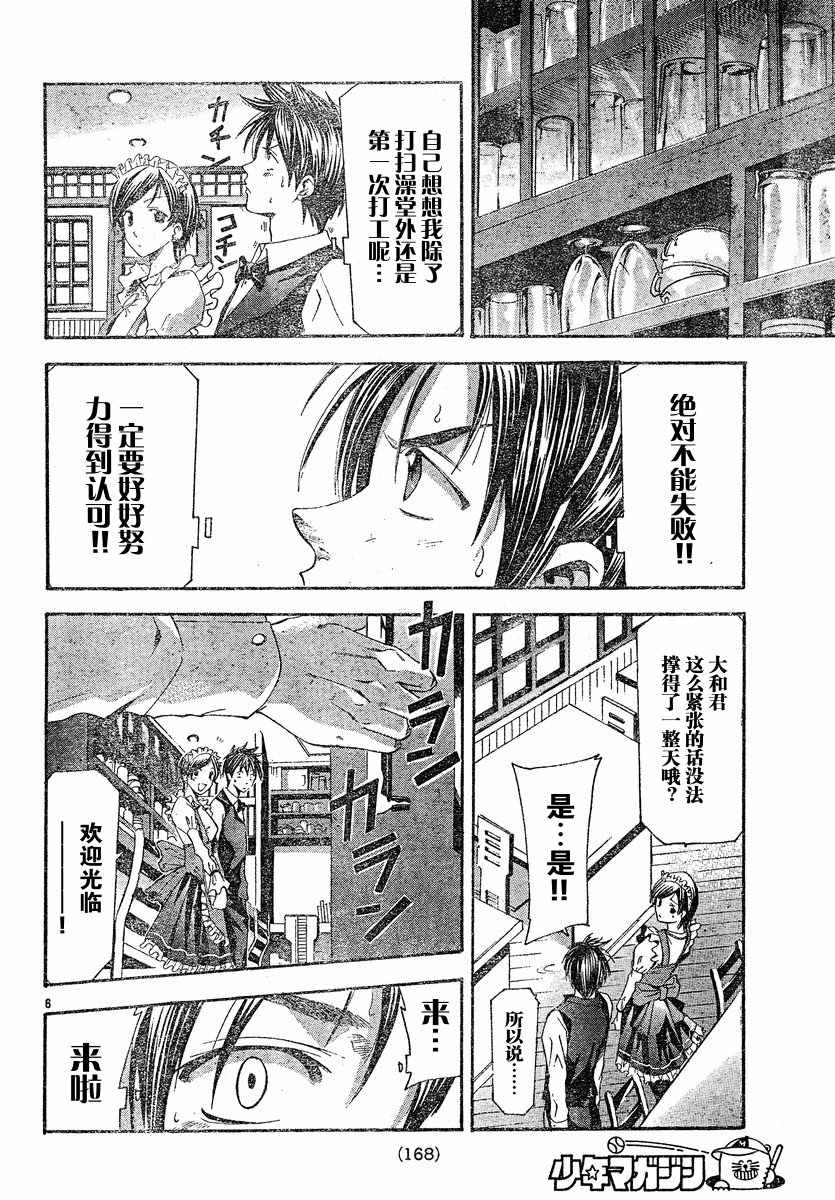 自己想想我除了
打扫澡堂外还是
第一次打工呢…
カチン
コチン
绝对不能失败!!
一定要好好努
力得到认可!!
大和君
这么紧张的话没法
撑得了一整天哦？
是…
是!!
所以说……
カラン
カラン
欢迎光临
——！
来…
来啦
6
(168)
少年マガジン